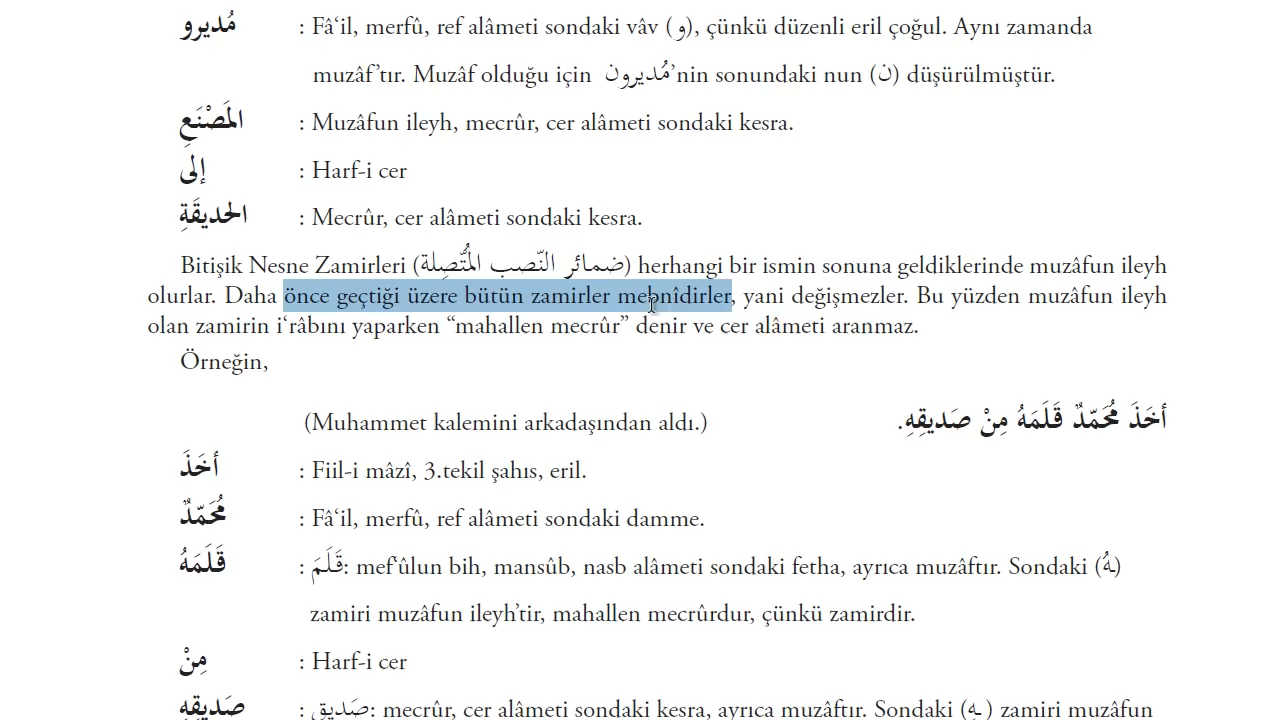 مُديرو : Fâ‘il, merfû, ref alâmeti sondaki vâv (و), çünkü düzenli eril çoğul. Aynı zamanda
muzâf’tır. Muzâf olduğu için مُديرون’nin sonundaki nun (ن) düşürülmüştür.
المَصْنَعِ : Muzâfun ileyh, mecrûr, cer alâmeti sondaki kesra.
إلى : Harf-i cer
الحديقَةِ : Mecrûr, cer alâmeti sondaki kesra.
Bitişik Nesne Zamirleri (ضمائر النّصب المُتَّصِلة) herhangi bir ismin sonuna geldiklerinde muzâfun ileyh
olurlar. Daha önce geçtiği üzere bütün zamirler mebnîdirler, yani değişmezler. Bu yüzden muzâfun ileyh
olan zamirin i‘râbını yaparken “mahallen mecrûr” denir ve cer alâmeti aranmaz.
Örneğin,
أخَذَ مُحَمّدٌ قَلَمَهُ مِنْ صَديقِهِ. (Muhammet kalemini arkadaşından aldı.)
أخَذَ : Fiil-i mâzî, 3.tekil şahıs, eril.
مُحَمّدٌ : Fâ‘il, merfû, ref alâmeti sondaki damme.
قَلَمَهُ : قَلَمَ: mef‘ûlun bih, mansûb, nasb alâmeti sondaki fetha, ayrıca muzâftır. Sondaki (ـهُ)
zamiri muzâfun ileyh’tir, mahallen mecrûrdur, çünkü zamirdir.
مِنْ : Harf-i cer
صَديقِهِ : صَديقِ: mecrûr, cer alâmeti sondaki kesra, ayrıca muzâftır. Sondaki (ـهِ) zamiri muzâfun